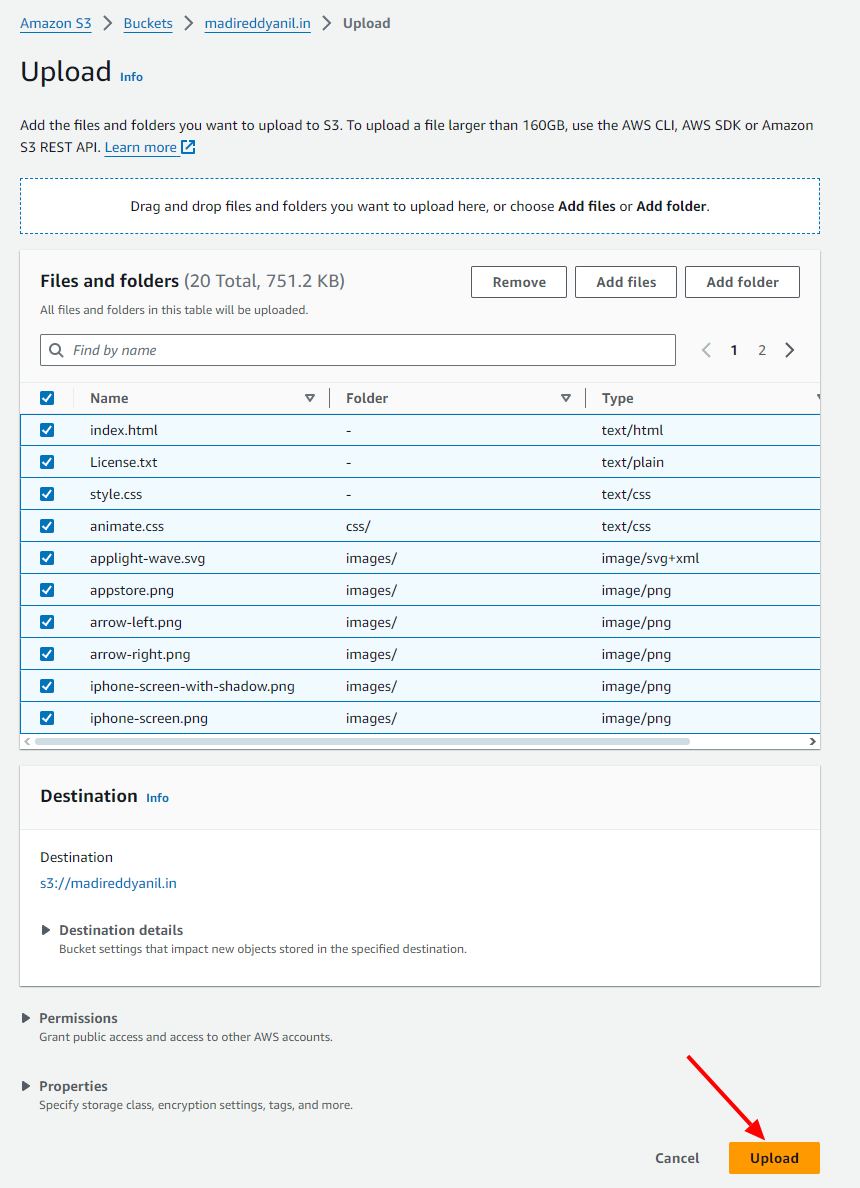 Amazon S3 > Buckets > madireddyanil.in > Upload
Upload Info
Add the files and folders you want to upload to S3. To upload a file larger than 160GB, use the AWS CLI, AWS SDK or Amazon
S3 REST API. Learn more
Drag and drop files and folders you want to upload here, or choose Add files or Add folder.
Files and folders (20 Total, 751.2 KB) Remove Add files Add folder
All files and folders in this table will be uploaded.
Find by name < 1 2 >
Name Folder Type
index.html - text/html
License.txt - text/plain
style.css - text/css
animate.css css/ text/css
applight-wave.svg images/ image/svg+xml
appstore.png images/ image/png
arrow-left.png images/ image/png
arrow-right.png images/ image/png
iphone-screen-with-shadow.png images/ image/png
iphone-screen.png images/ image/png
Destination Info
Destination
s3://madireddyanil.in
Destination details
Bucket settings that impact new objects stored in the specified destination.
Permissions
Grant public access and access to other AWS accounts.
Properties
Specify storage class, encryption settings, tags, and more.
Cancel Upload